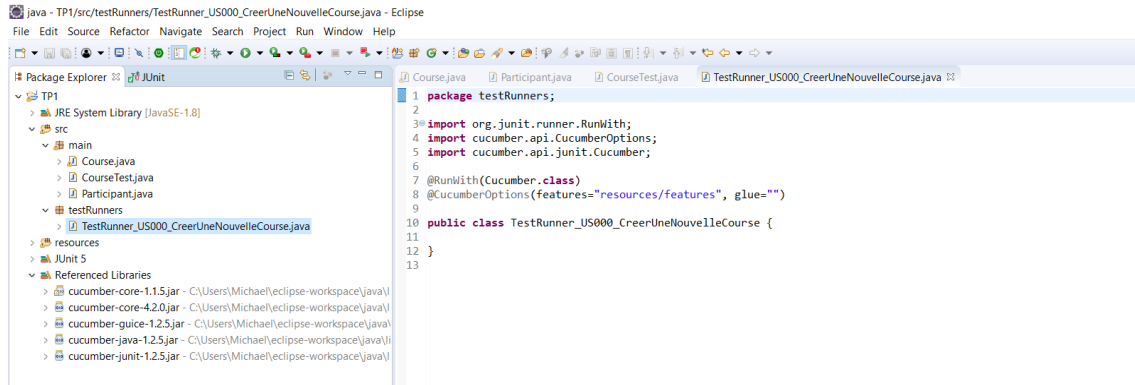 java - TP1/src/testRunners/TestRunner_US000_CreerUneNouvelleCourse.java - Eclipse
File Edit Source Refactor Navigate Search Project Run Window Help
Package Explorer JUnit
TP1
JRE System Library [JavaSE-1.8]
src
main
Course.java
CourseTest.java
Participant.java
testRunners
TestRunner_US000_CreerUneNouvelleCourse.java
resources
JUnit 5
Referenced Libraries
cucumber-core-1.1.5.jar - C:\Users\Michael\eclipse-workspace\java\l
cucumber-core-4.2.0.jar - C:\Users\Michael\eclipse-workspace\java\l
cucumber-guice-1.2.5.jar - C:\Users\Michael\eclipse-workspace\java\
cucumber-java-1.2.5.jar - C:\Users\Michael\eclipse-workspace\java\li
cucumber-junit-1.2.5.jar - C:\Users\Michael\eclipse-workspace\java\l
Course.java Participant.java CourseTest.java TestRunner_US000_CreerUneNouvelleCourse.java
1 package testRunners;
2
3 import org.junit.runner.RunWith;
4 import cucumber.api.CucumberOptions;
5 import cucumber.api.junit.Cucumber;
6
7 @RunWith(Cucumber.class)
8 @CucumberOptions(features="resources/features", glue="")
9
10 public class TestRunner_US000_CreerUneNouvelleCourse {
11
12 }
13